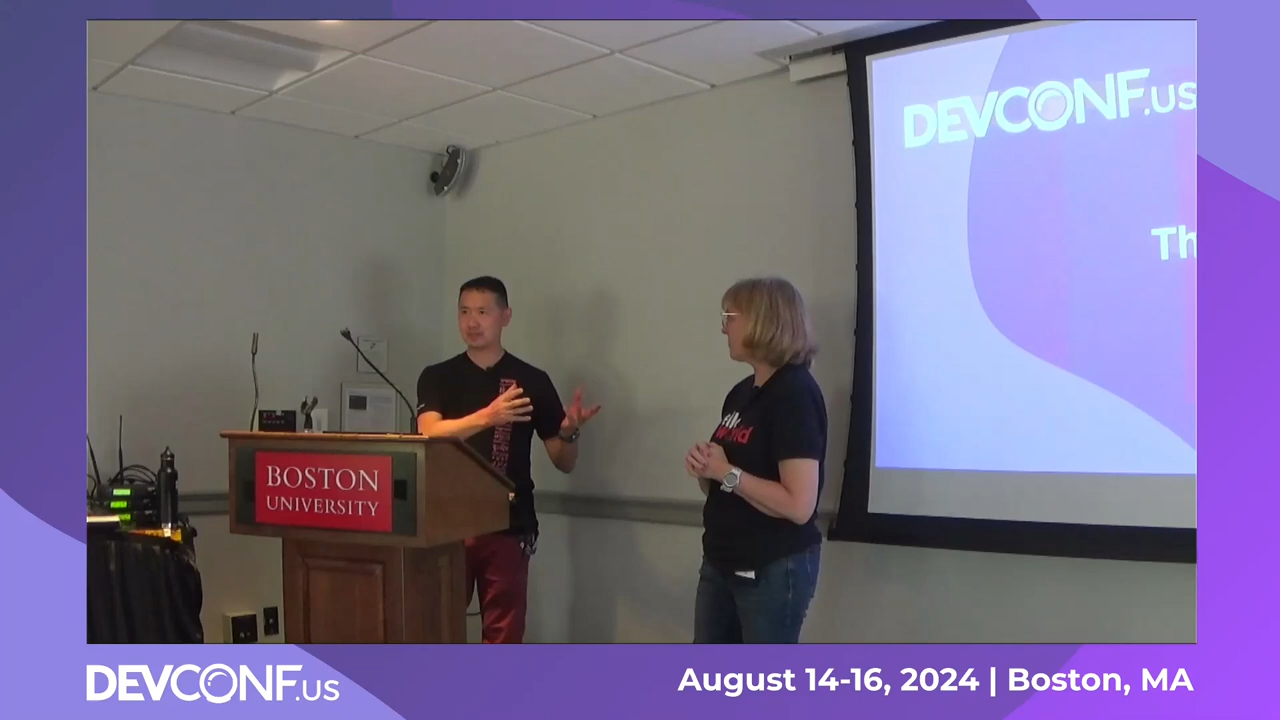 DEVCONF.us
Th
BOSTON
UNIVERSITY
DEVCONF.us
August 14-16, 2024 | Boston, MA